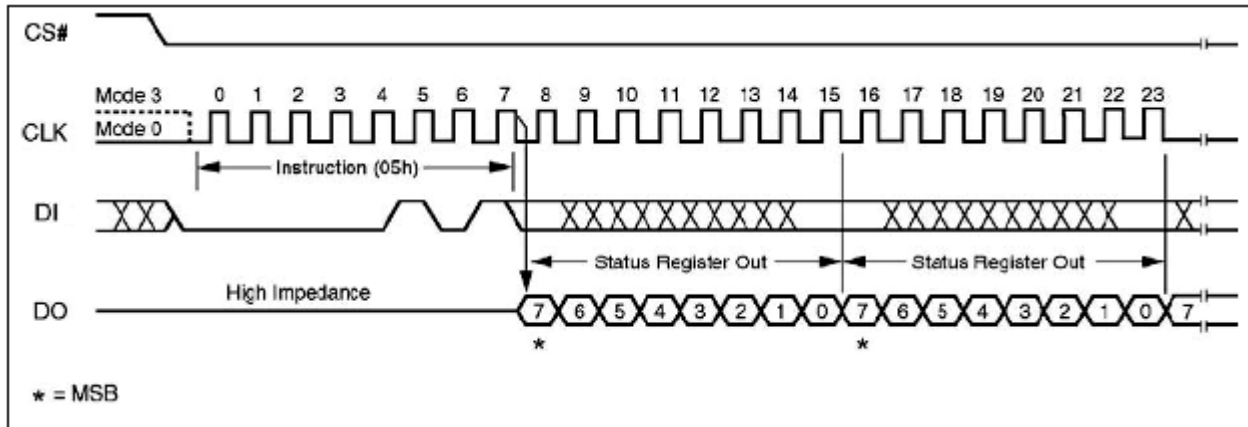 CS#
Mode 3 0 1 2 3 4 5 6 7 8 9 10 11 12 13 14 15 16 17 18 19 20 21 22 23
CLK Mode 0
Instruction (05h)
DI
Status Register Out Status Register Out
High Impedance
DO 7 6 5 4 3 2 1 0 7 6 5 4 3 2 1 0 7
* *
* = MSB